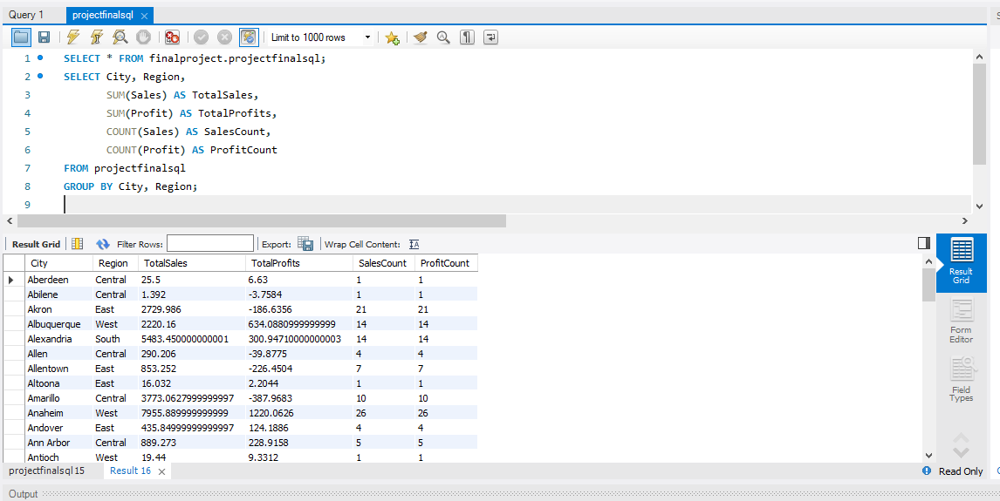 Query 1 projectfinalsql
Limit to 1000 rows
1 SELECT * FROM finalproject.projectfinalsql;
2 SELECT City, Region,
3 SUM(Sales) AS TotalSales,
4 SUM(Profit) AS TotalProfits,
5 COUNT(Sales) AS SalesCount,
6 COUNT(Profit) AS ProfitCount
7 FROM projectfinalsql
8 GROUP BY City, Region;
9
Result Grid Filter Rows: Export: Wrap Cell Content:
City Region TotalSales TotalProfits SalesCount ProfitCount
Aberdeen Central 25.5 6.63 1 1
Abilene Central 1.392 -3.7584 1 1
Akron East 2729.986 -186.6356 21 21
Albuquerque West 2220.16 634.0880999999999 14 14
Alexandria South 5483.450000000001 300.94710000000003 14 14
Allen Central 290.206 -39.8775 4 4
Allentown East 853.252 -226.4504 7 7
Altoona East 16.032 2.2044 1 1
Amarillo Central 3773.0627999999997 -387.9683 10 10
Anaheim West 7955.889999999999 1220.0626 26 26
Andover East 435.84999999999997 124.1886 4 4
Ann Arbor Central 889.273 228.9158 5 5
Antioch West 19.44 9.3312 1 1
Result
Grid
Form
Editor
Field
Types
projectfinalsql 15 Result 16 Read Only
Output